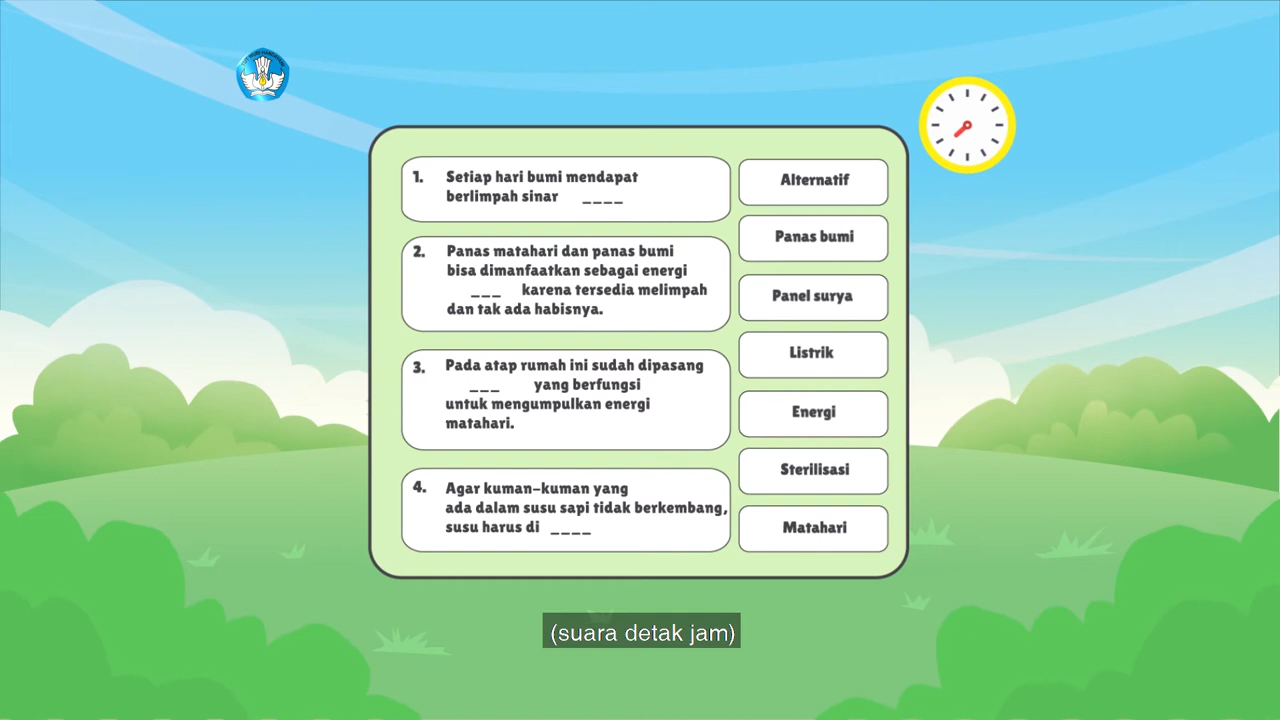 1. Setiap hari bumi mendapat
berlimpah sinar ____
2. Panas matahari dan panas bumi
bisa dimanfaatkan sebagai energi
___ karena tersedia melimpah
dan tak ada habisnya.
3. Pada atap rumah ini sudah dipasang
___ yang berfungsi
untuk mengumpulkan energi
matahari.
4. Agar kuman-kuman yang
ada dalam susu sapi tidak berkembang,
susu harus di ____
Alternatif
Panas bumi
Panel surya
Listrik
Energi
Sterilisasi
Matahari
(suara detak jam)